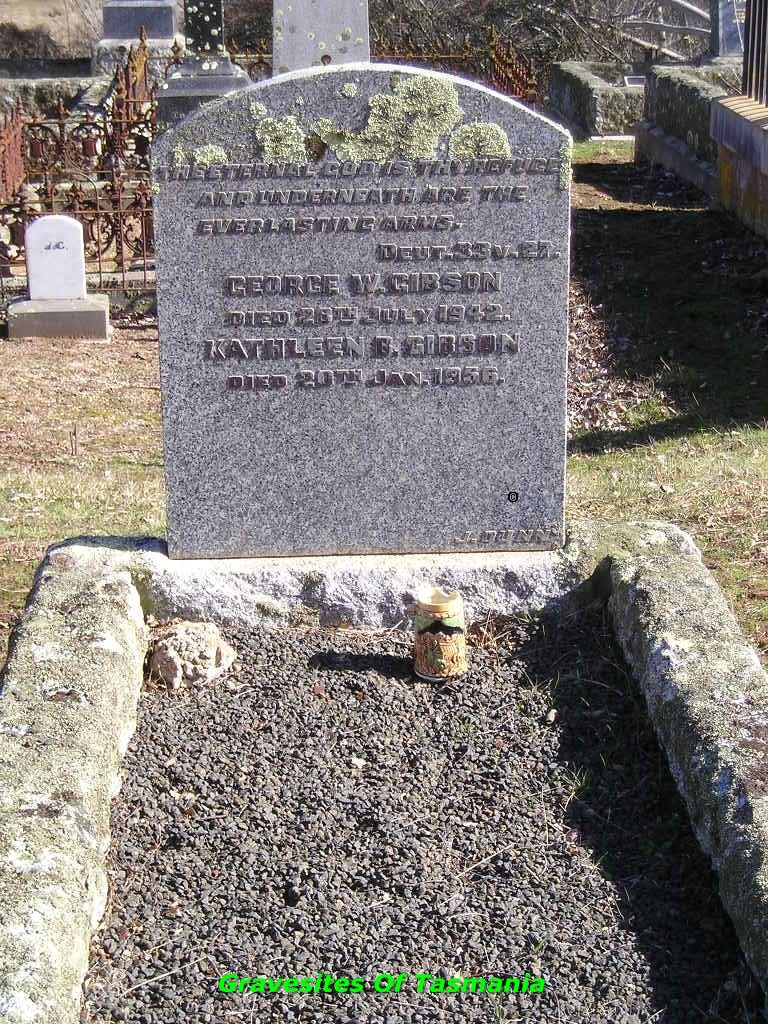 THE ETERNAL GOD IS THY REFUGE
AND UNDERNEATH ARE THE
EVERLASTING ARMS.
DEUT. 33 V. 27.
GEORGE W. GIBSON
DIED 28TH JULY 1942.
KATHLEEN B. GIBSON
DIED 20TH JAN. 1956.
J. DUNN
Gravesites Of Tasmania